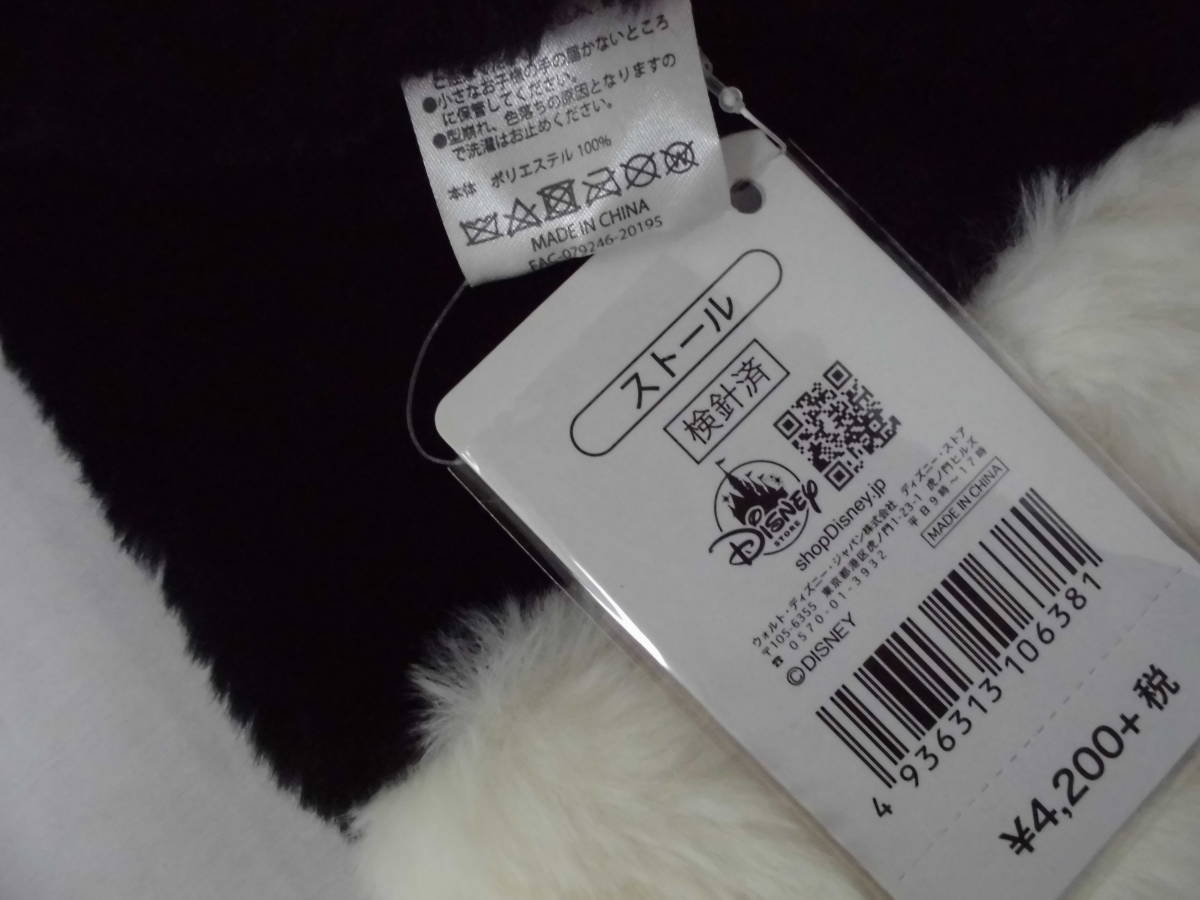 ●小さなお子様の手の届かないところ
に保管してください。
●型崩れ、色落ちの原因となりますの
で洗濯はお止めください。
本体 ポリエステル 100%
MADE IN CHINA
FAC-079246-20195
ストール
検針済
DISNEY
STORE
shopDisney.jp
ウォルト・ディズニー・ジャパン株式会社 ディズニー・ストア
〒105-6355 東京都港区虎ノ門1-23-1 虎ノ門ヒルズ
☎ 0570-01-3932 平日9時～17時
©DISNEY
MADE IN CHINA
4 936313 106381
¥4,200+税